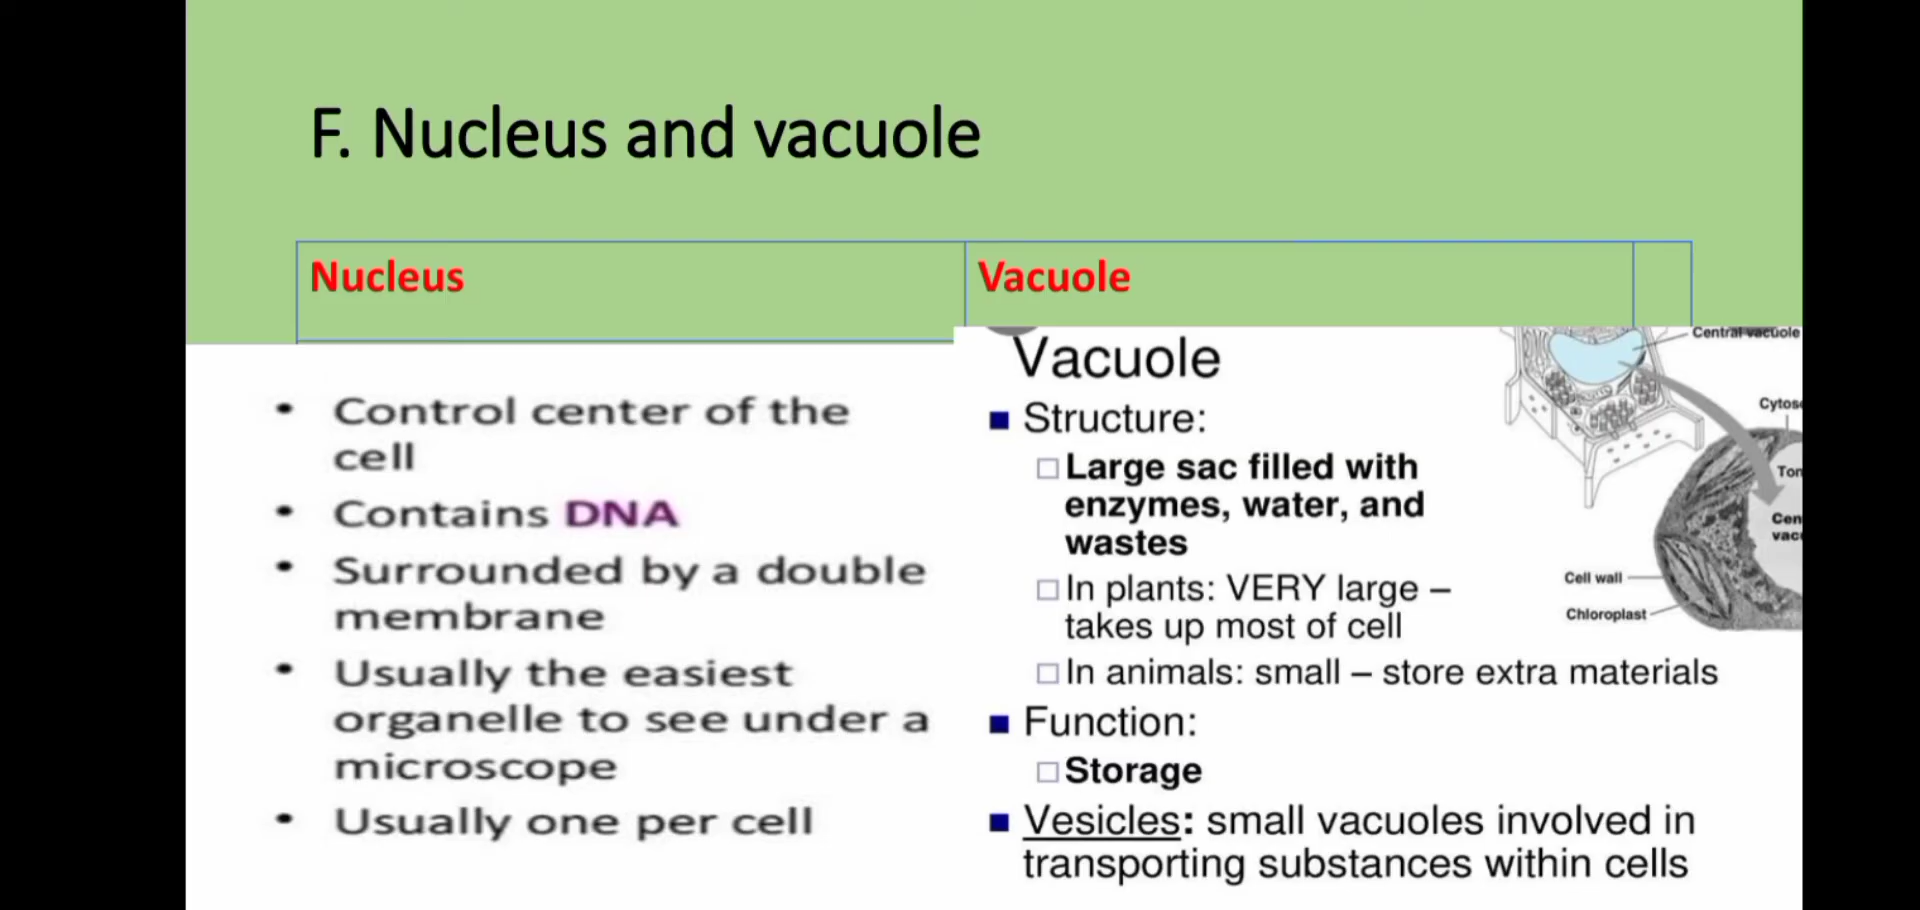 F. Nucleus and vacuole
Nucleus
Vacuole
• Control center of the
cell
• Contains DNA
• Surrounded by a double
membrane
• Usually the easiest
organelle to see under a
microscope
• Usually one per cell
Vacuole
Structure:
Large sac filled with
enzymes, water, and
wastes
In plants: VERY large –
takes up most of cell
In animals: small – store extra materials
Function:
Storage
Vesicles: small vacuoles involved in
transporting substances within cells
Central vacuole
Cell wall
Chloroplast